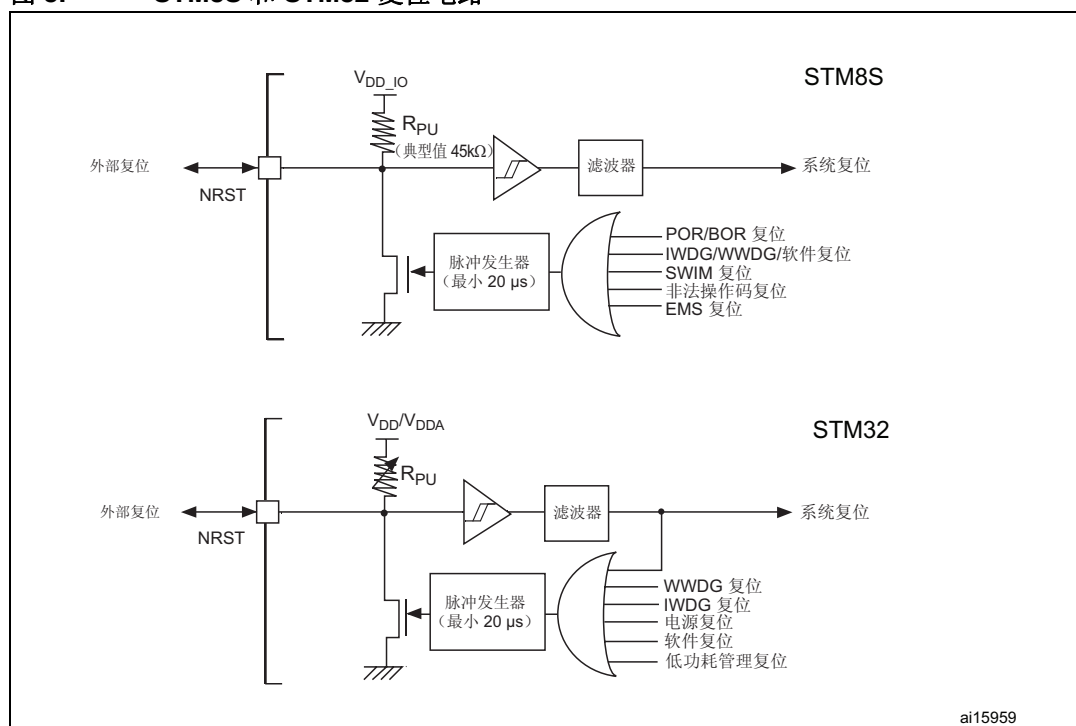 STM8S
V_DD_IO
R_PU
(典型值 45kΩ)
外部复位
NRST
滤波器
系统复位
脉冲发生器
(最小 20 µs)
POR/BOR 复位
IWDG/WWDG/软件复位
SWIM 复位
非法操作码复位
EMS 复位
STM32
V_DD/V_DDA
R_PU
外部复位
NRST
滤波器
系统复位
脉冲发生器
(最小 20 µs)
WWDG 复位
IWDG 复位
电源复位
软件复位
低功耗管理复位
ai15959